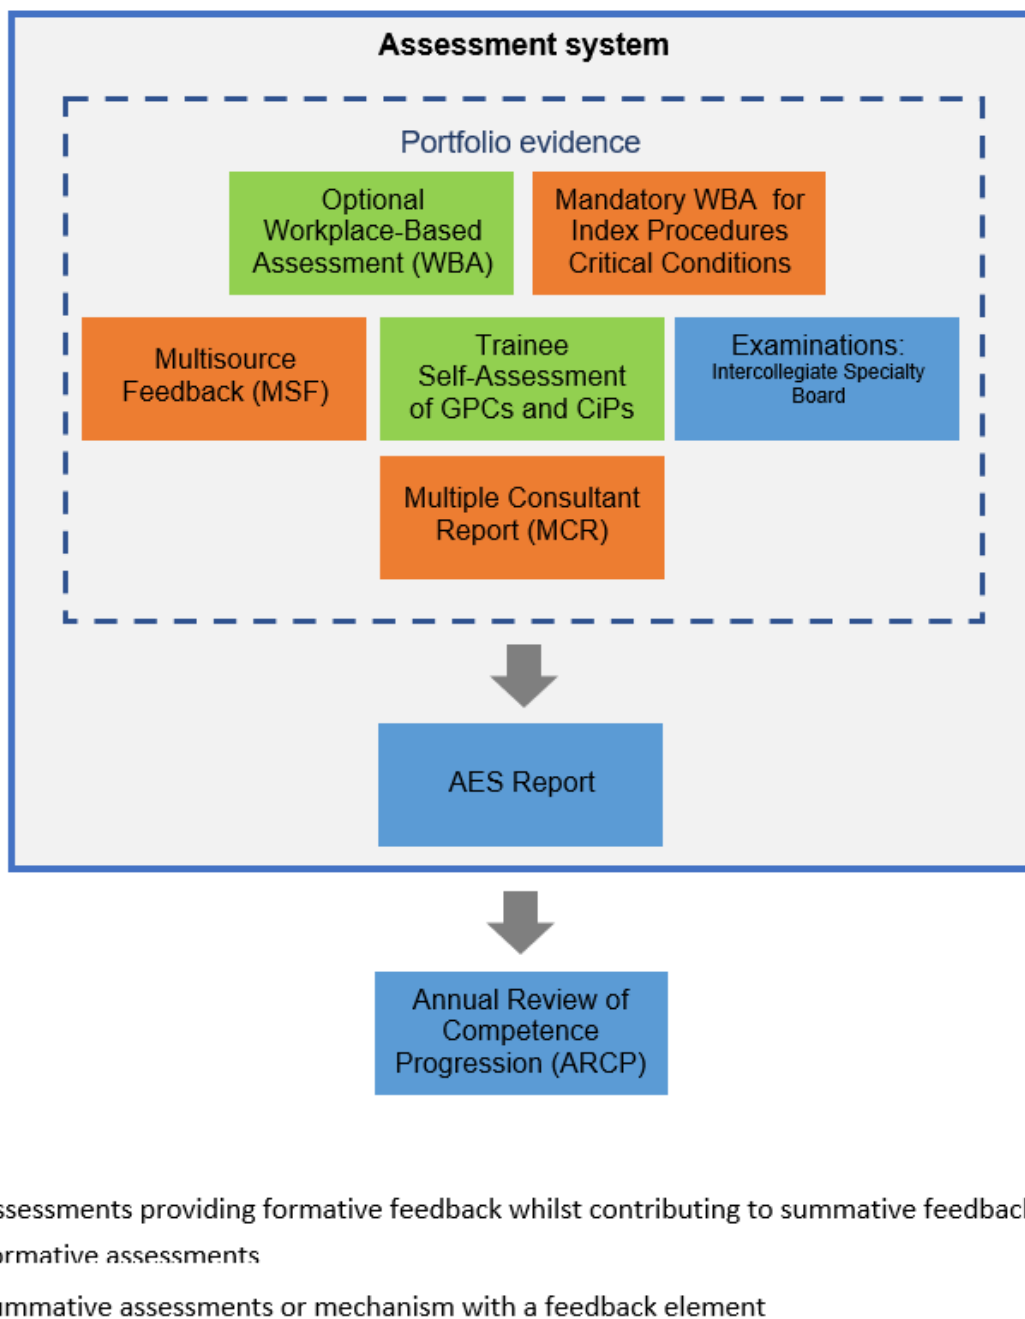 Assessment system
Portfolio evidence
Optional
Workplace-Based
Assessment (WBA)
Mandatory WBA for
Index Procedures
Critical Conditions
Multisource
Feedback (MSF)
Trainee
Self-Assessment
of GPCs and CiPs
Examinations:
Intercollegiate Specialty
Board
Multiple Consultant
Report (MCR)
AES Report
Annual Review of
Competence
Progression (ARCP)
ssessments providing formative feedback whilst contributing to summative feedback
ormative assessments
ummative assessments or mechanism with a feedback element